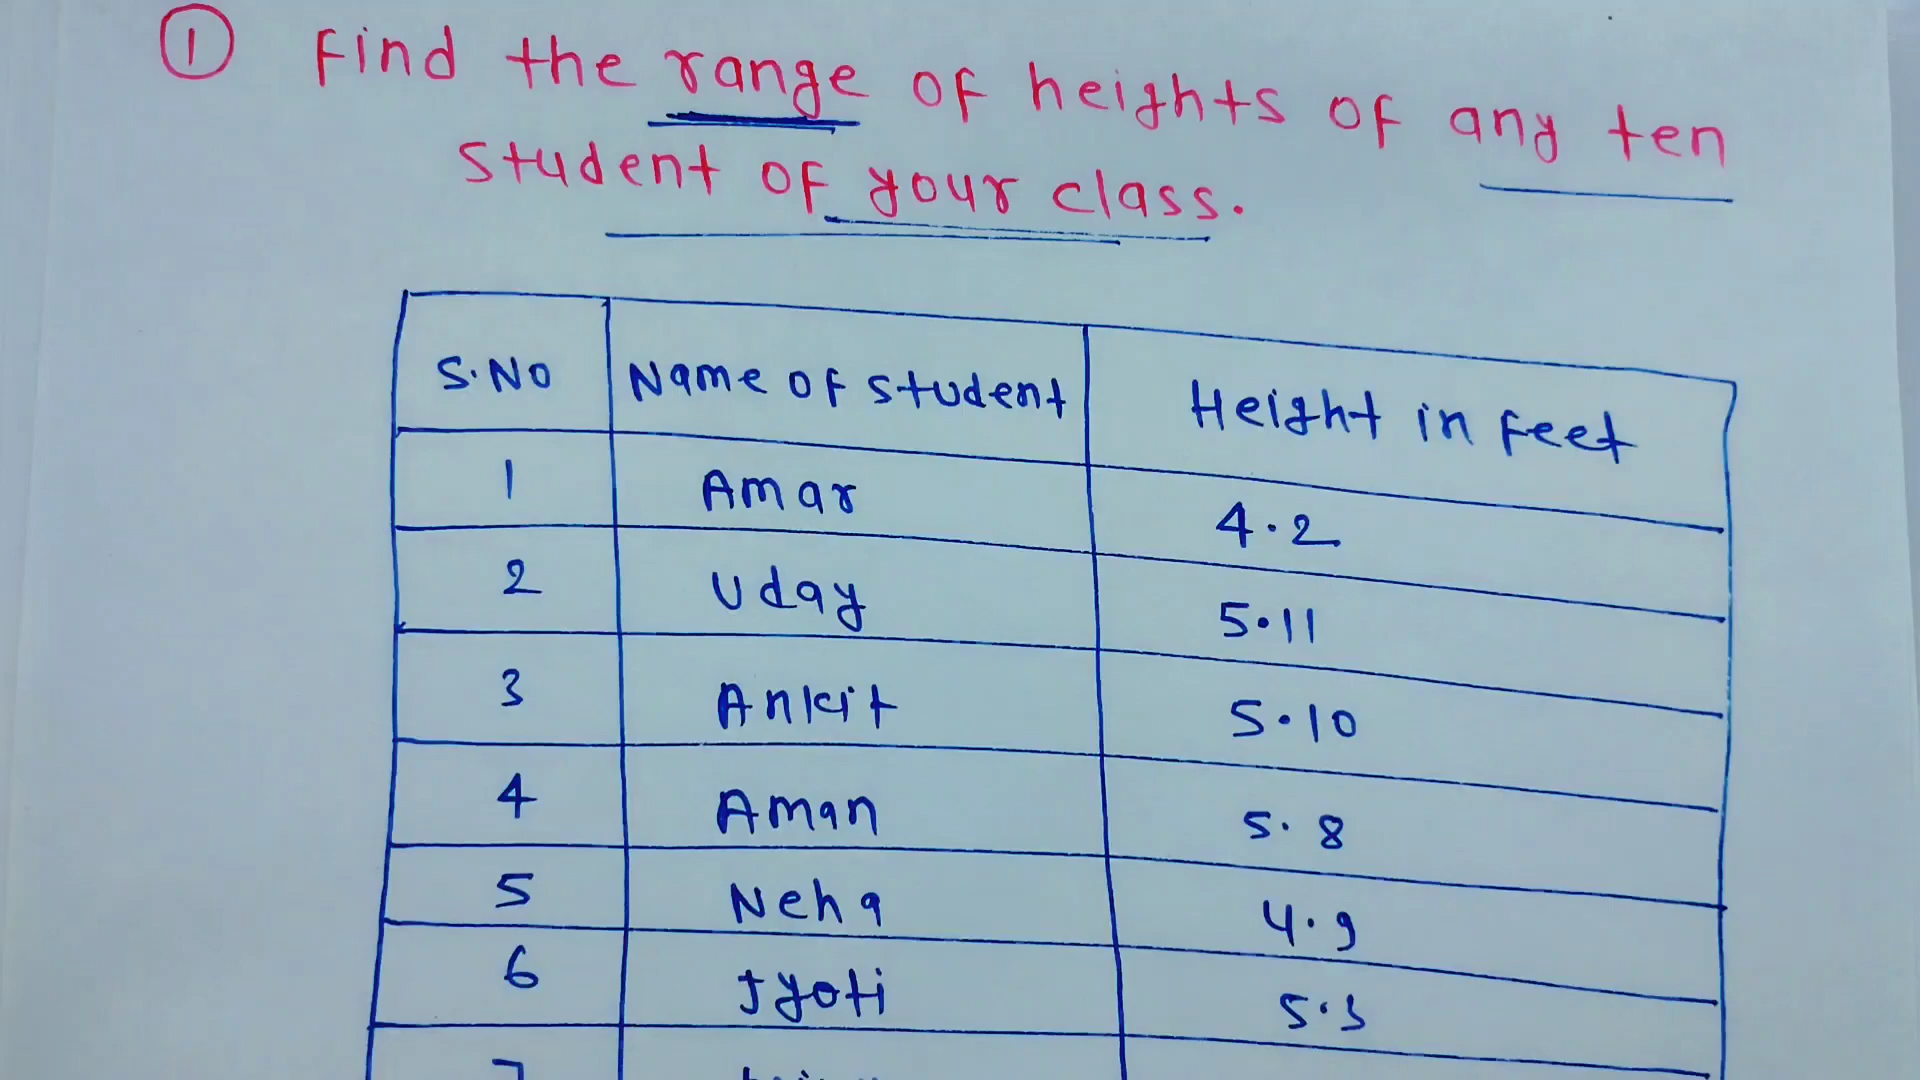 ① Find the range of heights of any ten
student of your class.
S.No Name of student Height in feet
1 Amar 4.2
2 Uday 5.11
3 Ankit 5.10
4 Aman 5.8
5 Neha 4.9
6 Jyoti 5.3
7